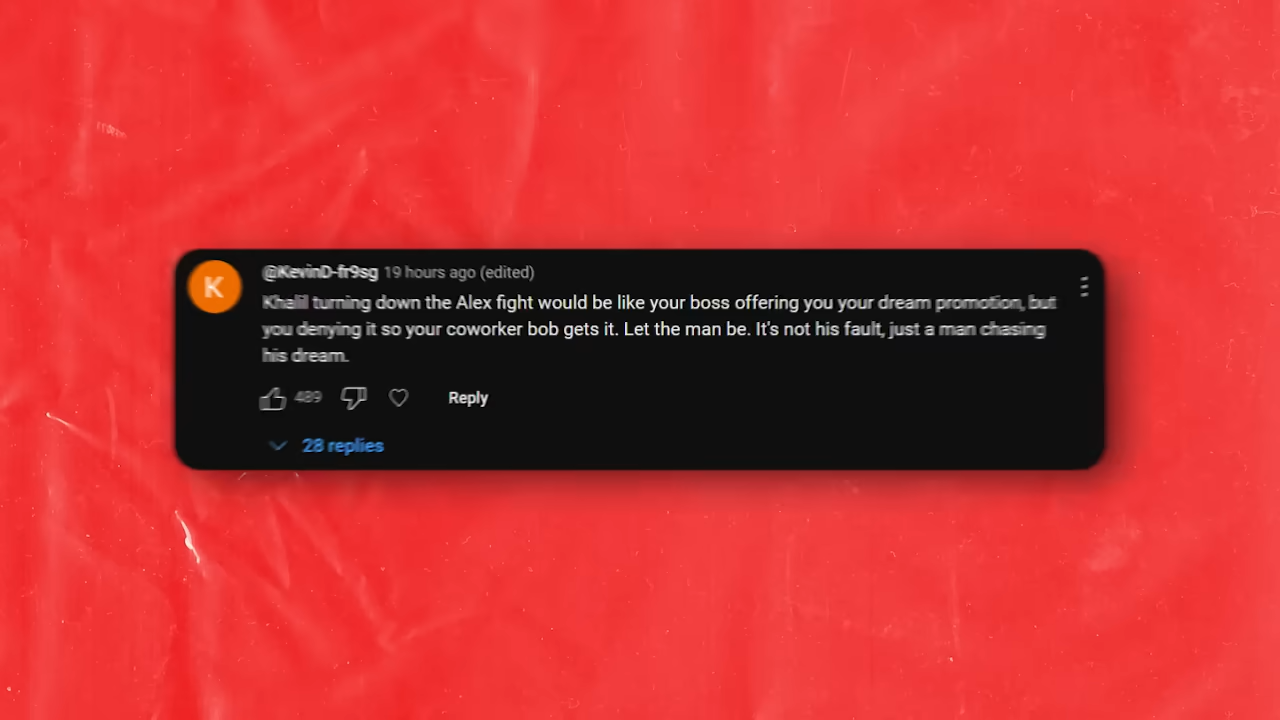 K
@KevinD-fr9sg 19 hours ago (edited)
Khalil turning down the Alex fight would be like your boss offering you your dream promotion, but
you denying it so your coworker bob gets it. Let the man be. It's not his fault, just a man chasing
his dream.
489 Reply
28 replies